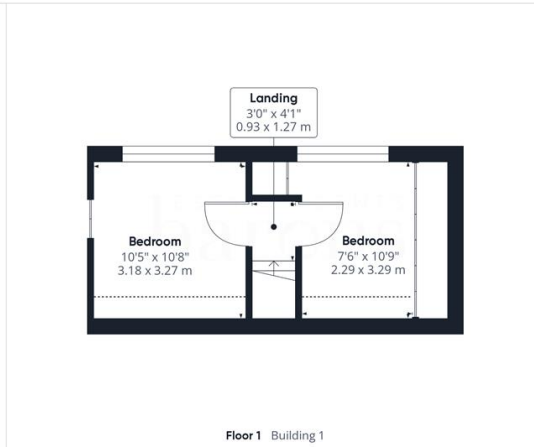 Landing
3'0" x 4'1"
0.93 x 1.27 m
Bedroom
10'5" x 10'8"
3.18 x 3.27 m
Bedroom
7'6" x 10'9"
2.29 x 3.29 m
Floor 1 Building 1